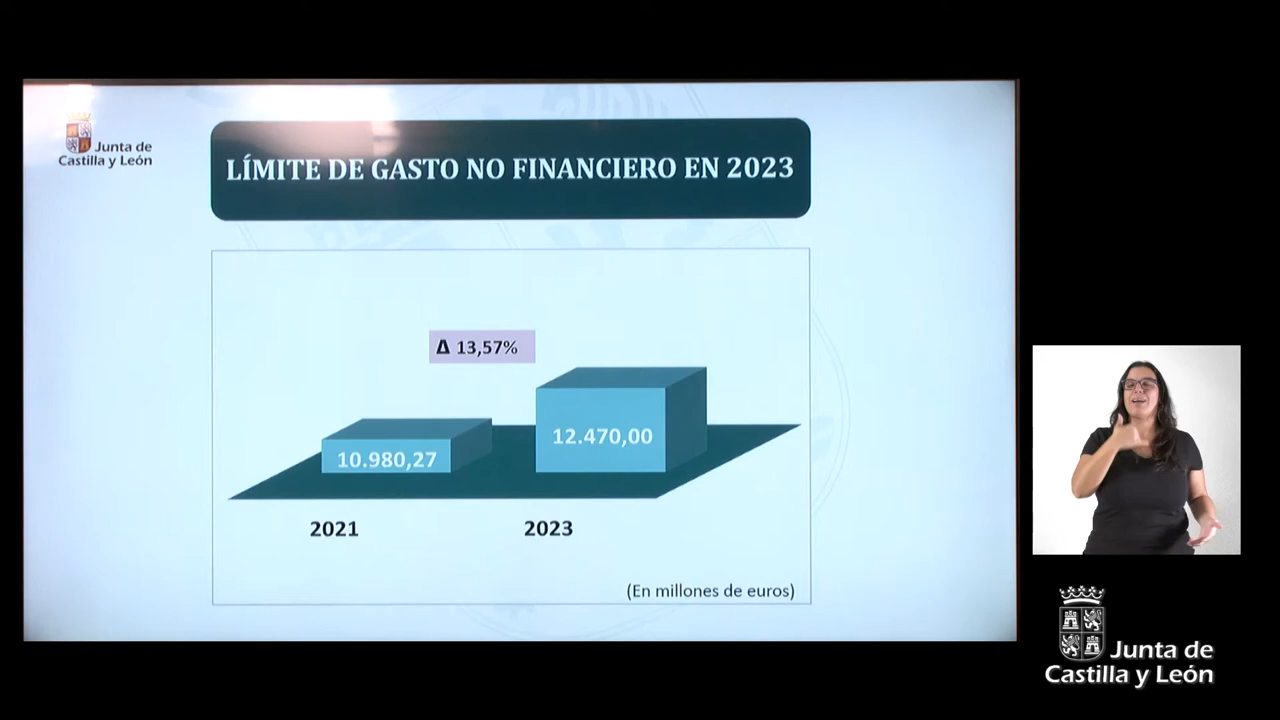 Junta de
Castilla y León
LÍMITE DE GASTO NO FINANCIERO EN 2023
Δ 13,57%
10.980,27
12.470,00
2021
2023
(En millones de euros)
Junta de
Castilla y León